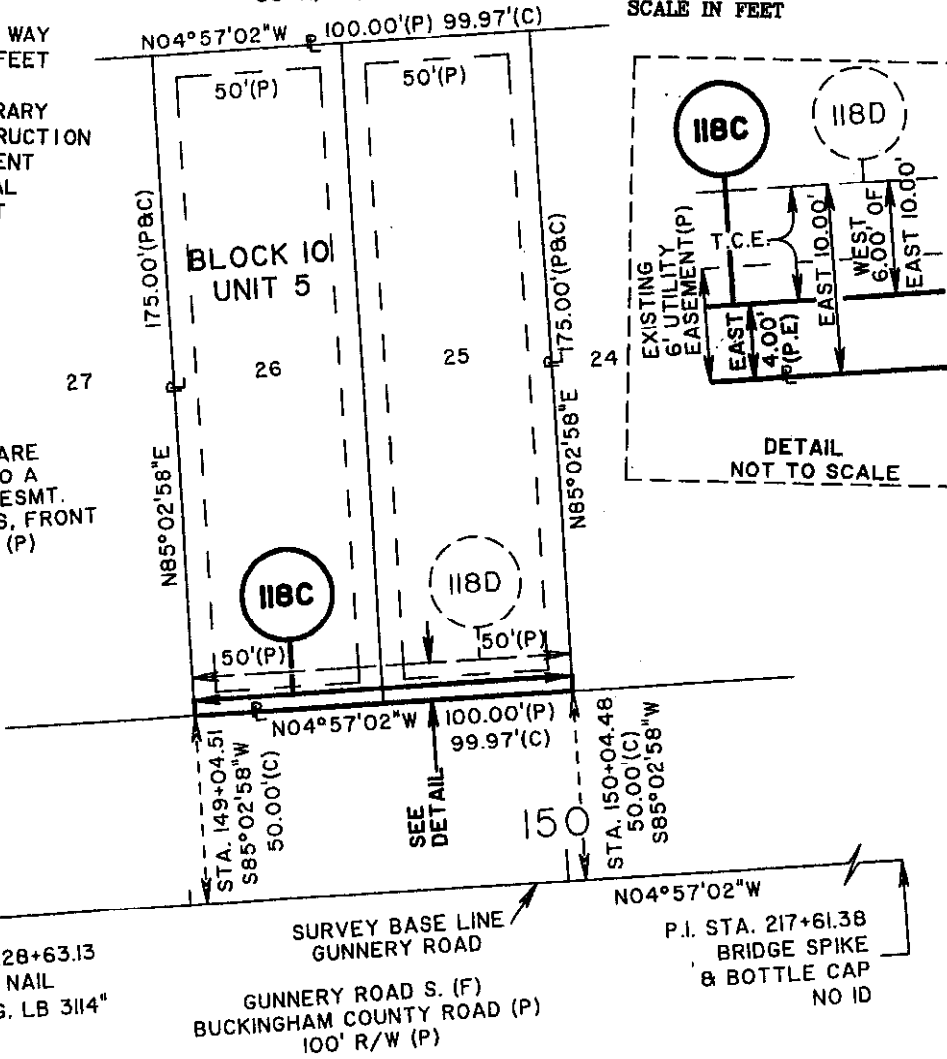 SCALE IN FEET
WAY
FEET
RARY
RUCTION
ENT
AL
T
N04°57'02"W ℙ 100.00'(P) 99.97'(C)
50'(P)
50'(P)
175.00'(P&C)
BLOCK 10
UNIT 5
175.00'(P&C)
27
26
25
24
ARE
O A
ESMT.
S, FRONT
(P)
N85°02'58"E
N85°02'58"E
118C
118D
50'(P)
50'(P)
N04°57'02"W
100.00'(P)
99.97'(C)
STA. 149+04.51
S85°02'58"W
50.00'(C)
SEE
DETAIL
150
STA. 150+04.48
50.00'(C)
S85°02'58"W
118C
118D
EXISTING
6' UTILITY
EASEMENT(P)
T.C.E.
EAST 10.00'
WEST
6.00' OF
EAST 10.00'
EAST
4.00'
(P.E)
DETAIL
NOT TO SCALE
N04°57'02"W
28+63.13
NAIL
G. LB 3114"
SURVEY BASE LINE
GUNNERY ROAD
GUNNERY ROAD S. (F)
BUCKINGHAM COUNTY ROAD (P)
100' R/W (P)
P.I. STA. 217+61.38
BRIDGE SPIKE
& BOTTLE CAP
NO ID